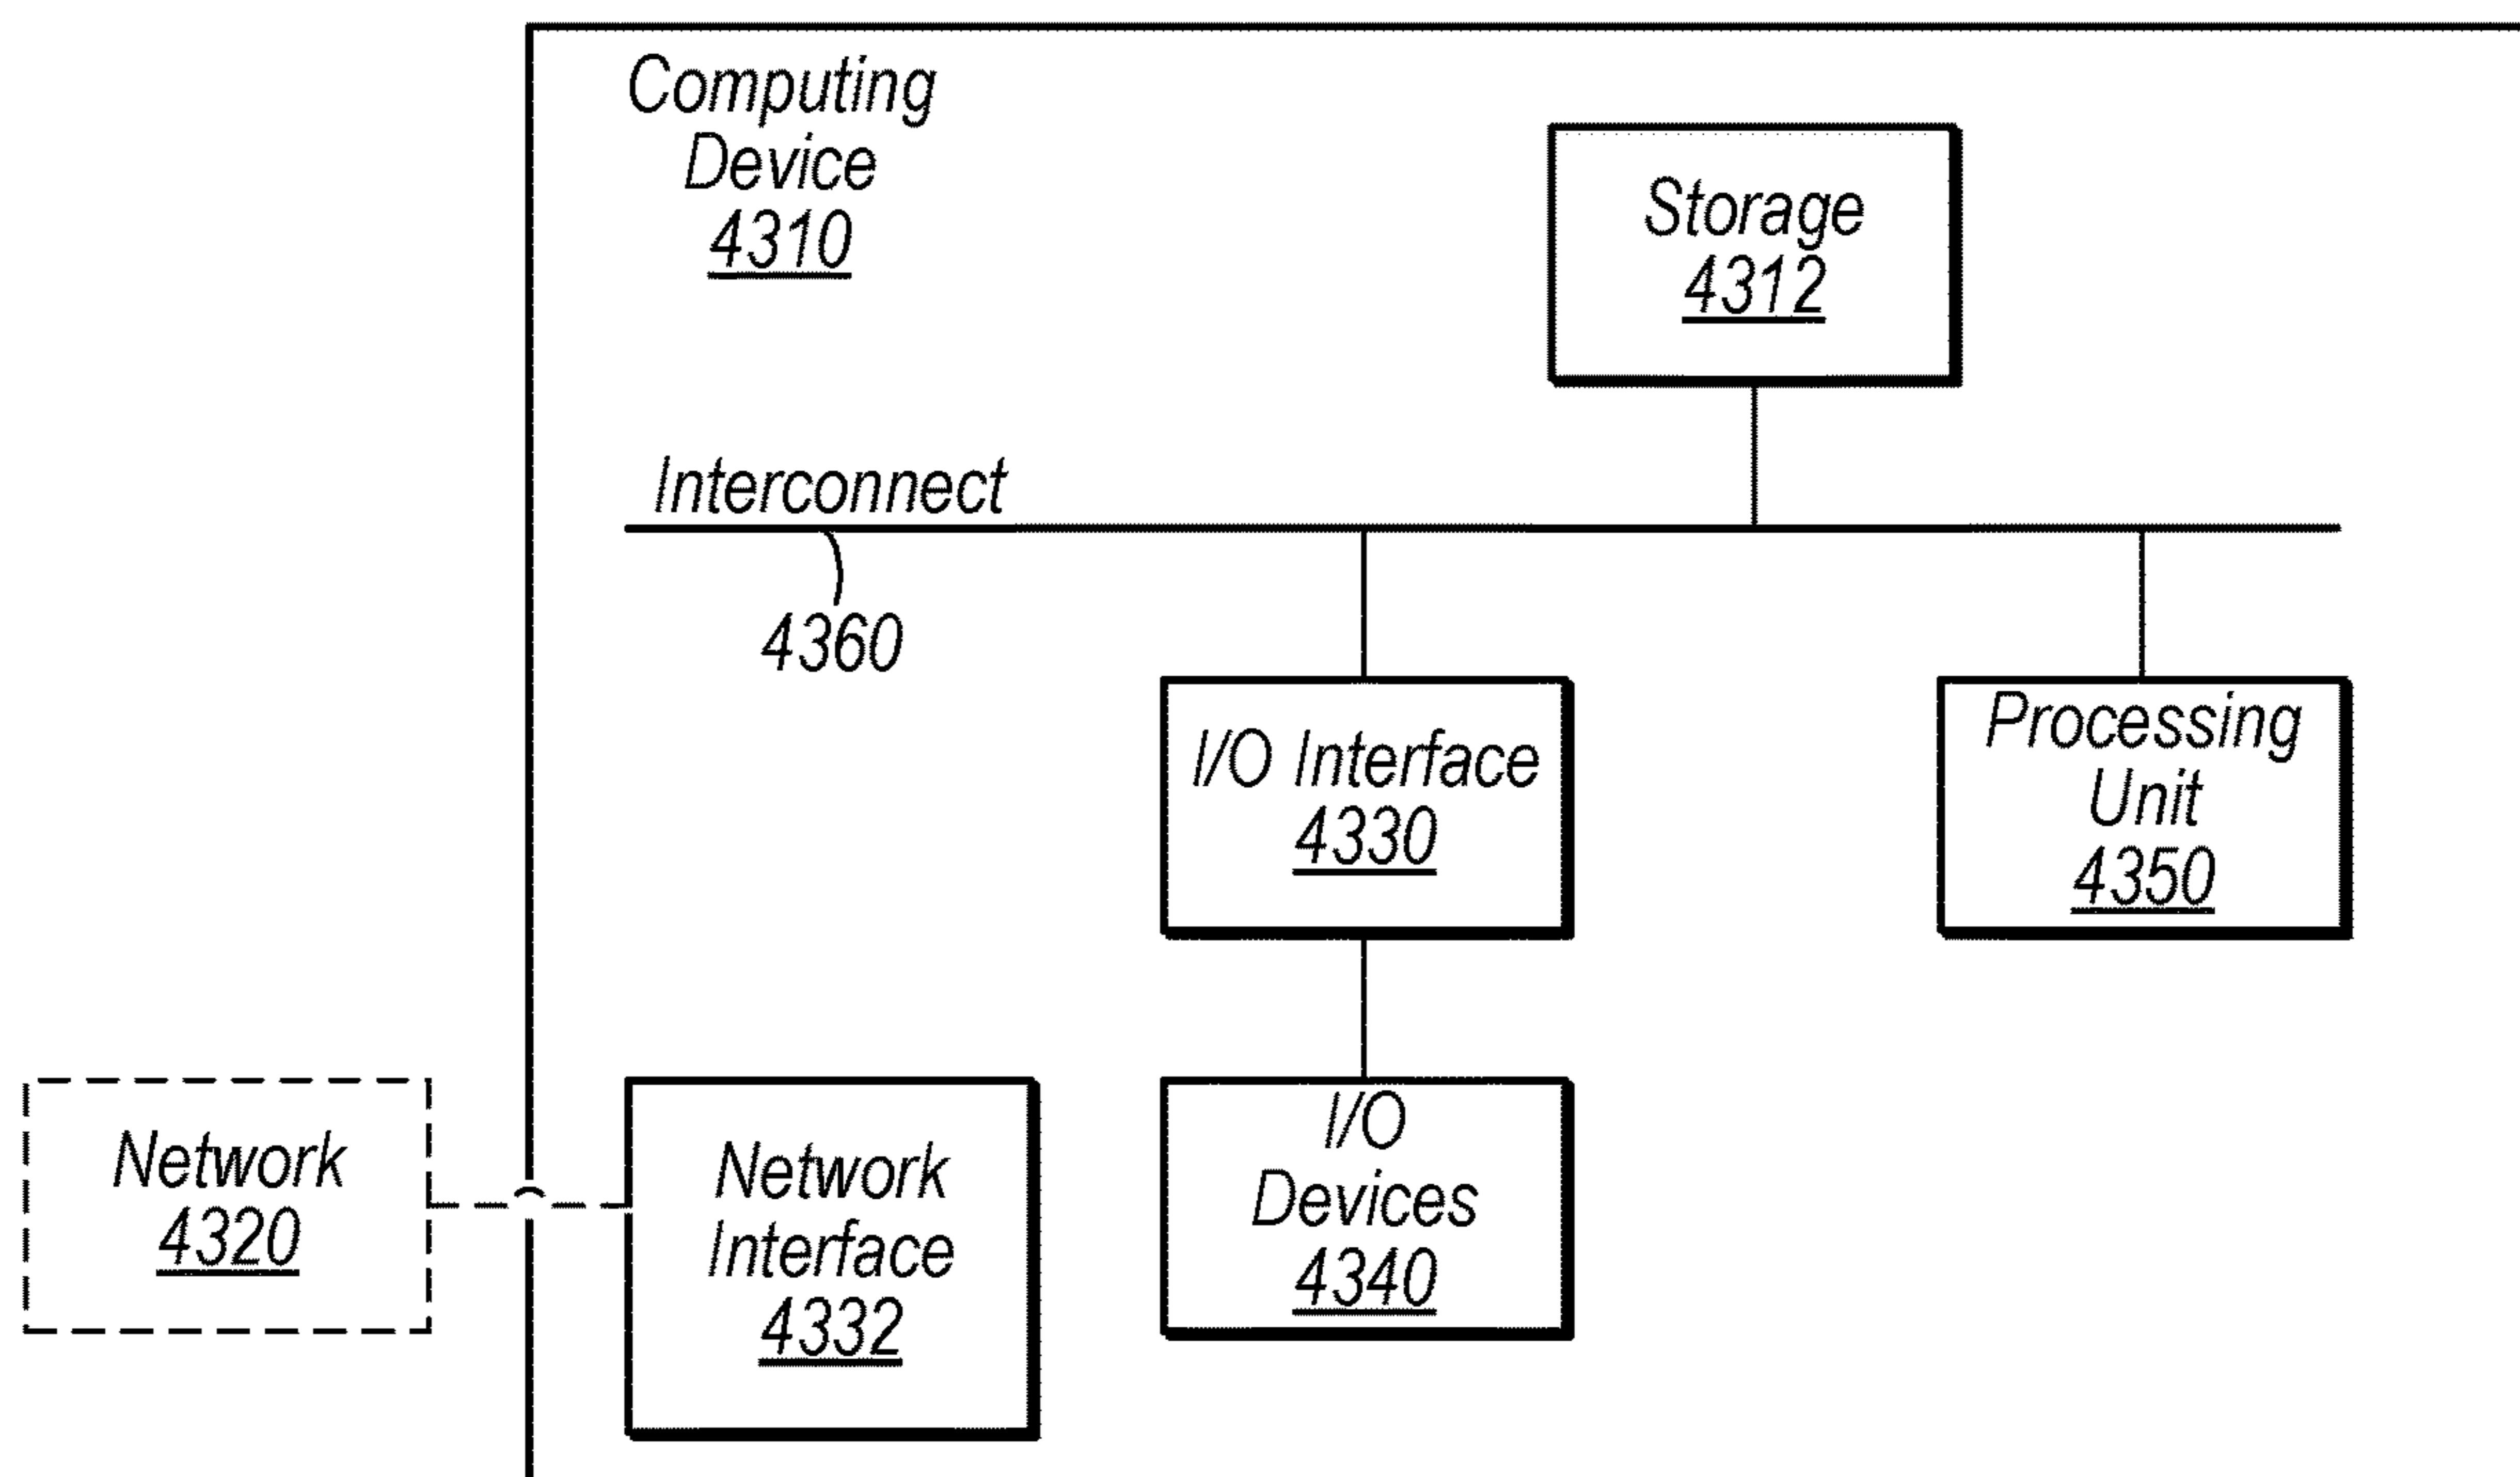 Computing
Device
4310
Storage
4312
Interconnect
4360
I/O Interface
4330
Processing
Unit
4350
Network
4320
Network
Interface
4332
I/O
Devices
4340